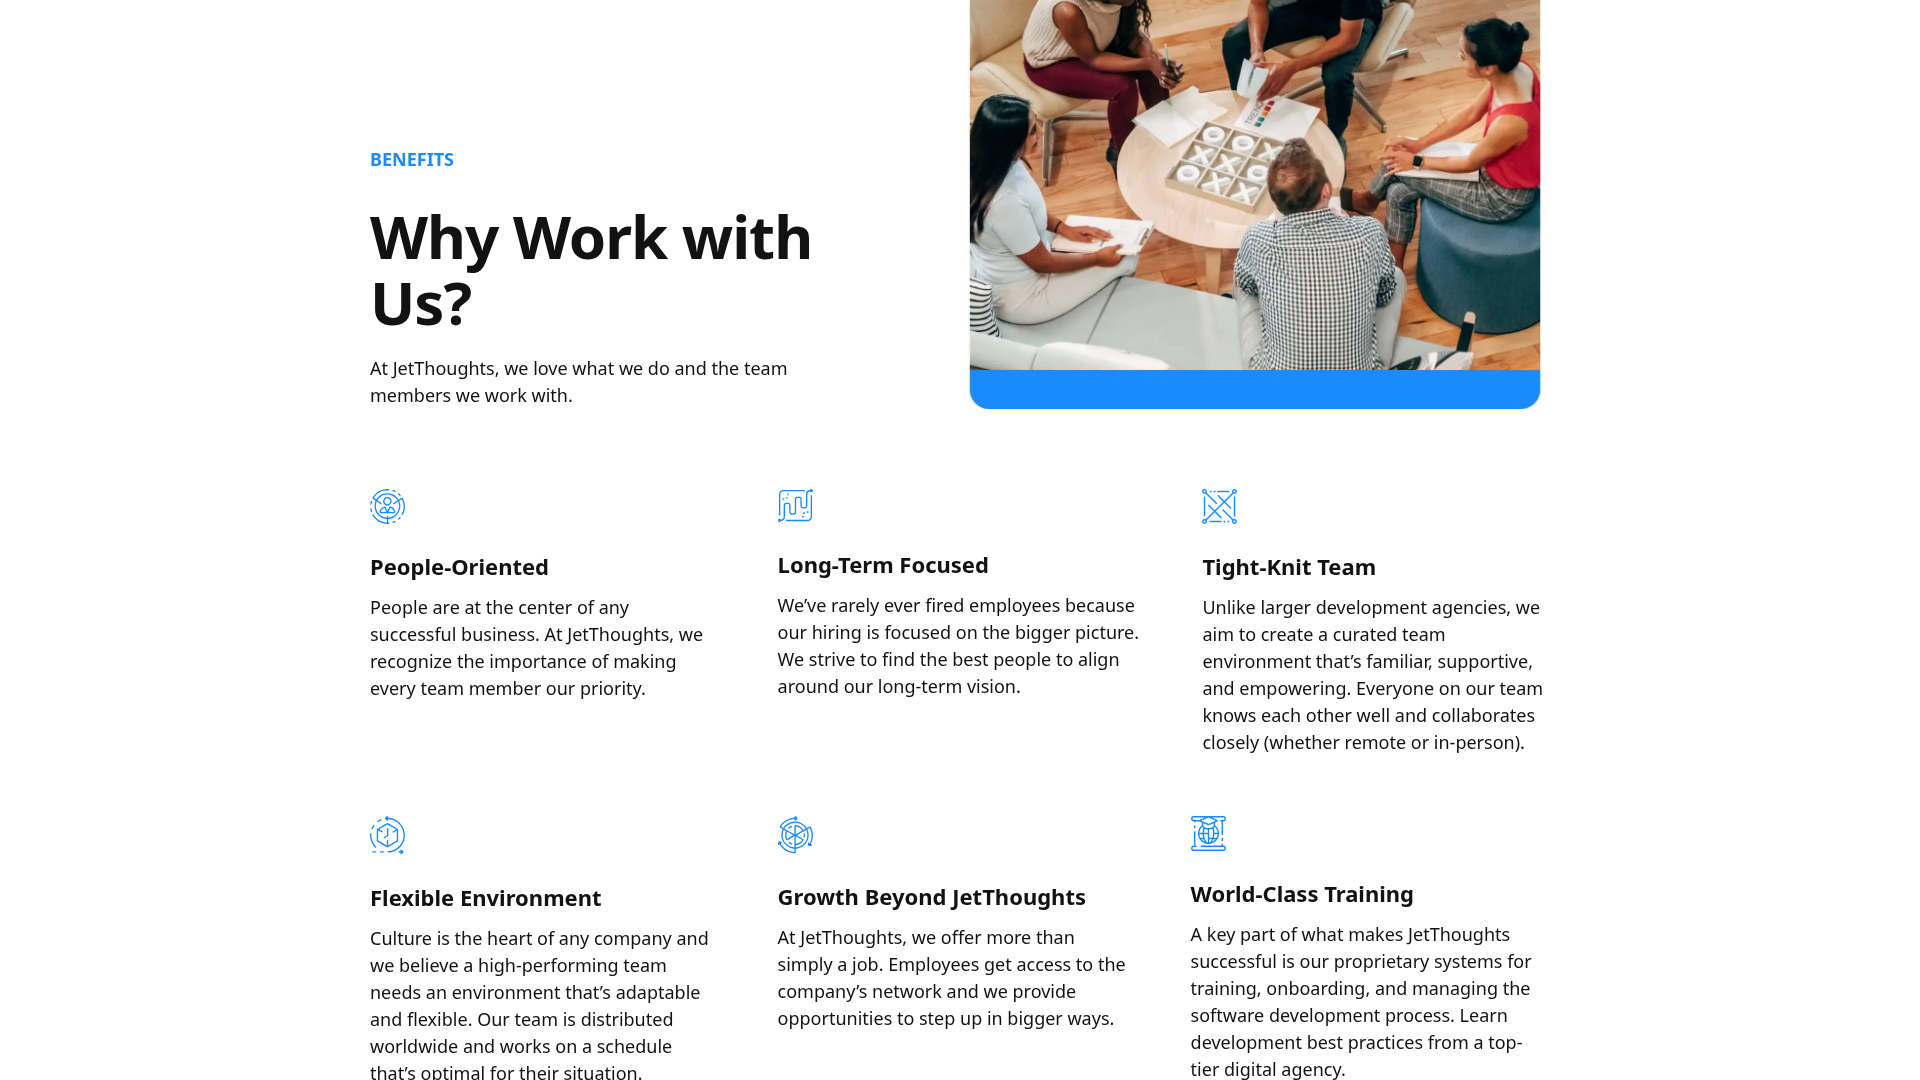 BENEFITS
Why Work with
Us?
At JetThoughts, we love what we do and the team
members we work with.
People-Oriented
People are at the center of any
successful business. At JetThoughts, we
recognize the importance of making
every team member our priority.
Long-Term Focused
We’ve rarely ever fired employees because
our hiring is focused on the bigger picture.
We strive to find the best people to align
around our long-term vision.
Tight-Knit Team
Unlike larger development agencies, we
aim to create a curated team
environment that’s familiar, supportive,
and empowering. Everyone on our team
knows each other well and collaborates
closely (whether remote or in-person).
Flexible Environment
Culture is the heart of any company and
we believe a high-performing team
needs an environment that’s adaptable
and flexible. Our team is distributed
worldwide and works on a schedule
that’s optimal for their situation.
Growth Beyond JetThoughts
At JetThoughts, we offer more than
simply a job. Employees get access to the
company’s network and we provide
opportunities to step up in bigger ways.
World-Class Training
A key part of what makes JetThoughts
successful is our proprietary systems for
training, onboarding, and managing the
software development process. Learn
development best practices from a top-
tier digital agency.